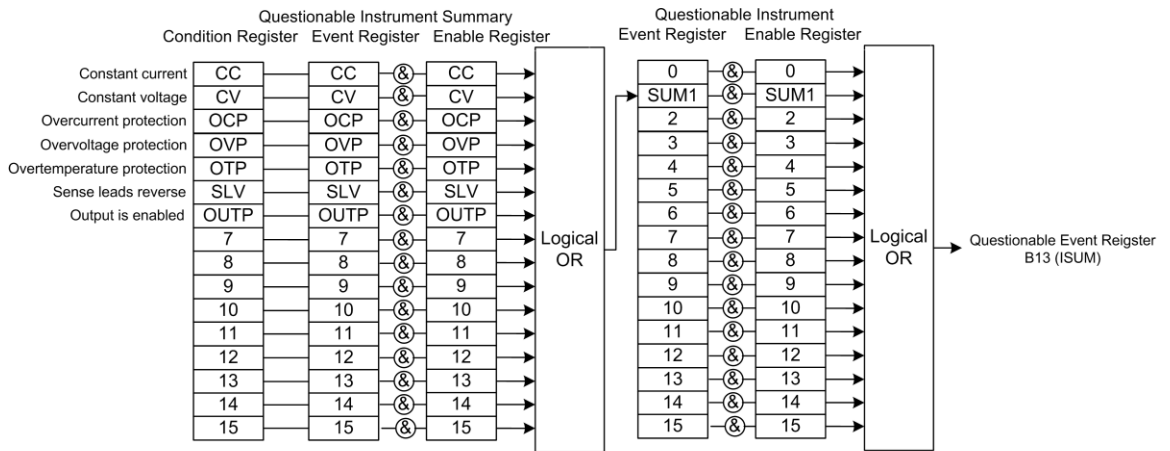 Questionable Instrument Summary
Questionable Instrument
Condition Register Event Register Enable Register
Event Register Enable Register
Constant current CC CC & CC 0 & 0
Constant voltage CV CV & CV SUM1 & SUM1
Overcurrent protection OCP OCP & OCP 2 & 2
Overvoltage protection OVP OVP & OVP 3 & 3
Overtemperature protection OTP OTP & OTP 4 & 4
Sense leads reverse SLV SLV & SLV 5 & 5
Output is enabled OUTP OUTP & OUTP 6 & 6
7 7 & 7 Logical OR 7 & 7 Logical OR Questionable Event Reigster B13 (ISUM)
8 8 & 8 8 & 8
9 9 & 9 9 & 9
10 10 & 10 10 & 10
11 11 & 11 11 & 11
12 12 & 12 12 & 12
13 13 & 13 13 & 13
14 14 & 14 14 & 14
15 15 & 15 15 & 15